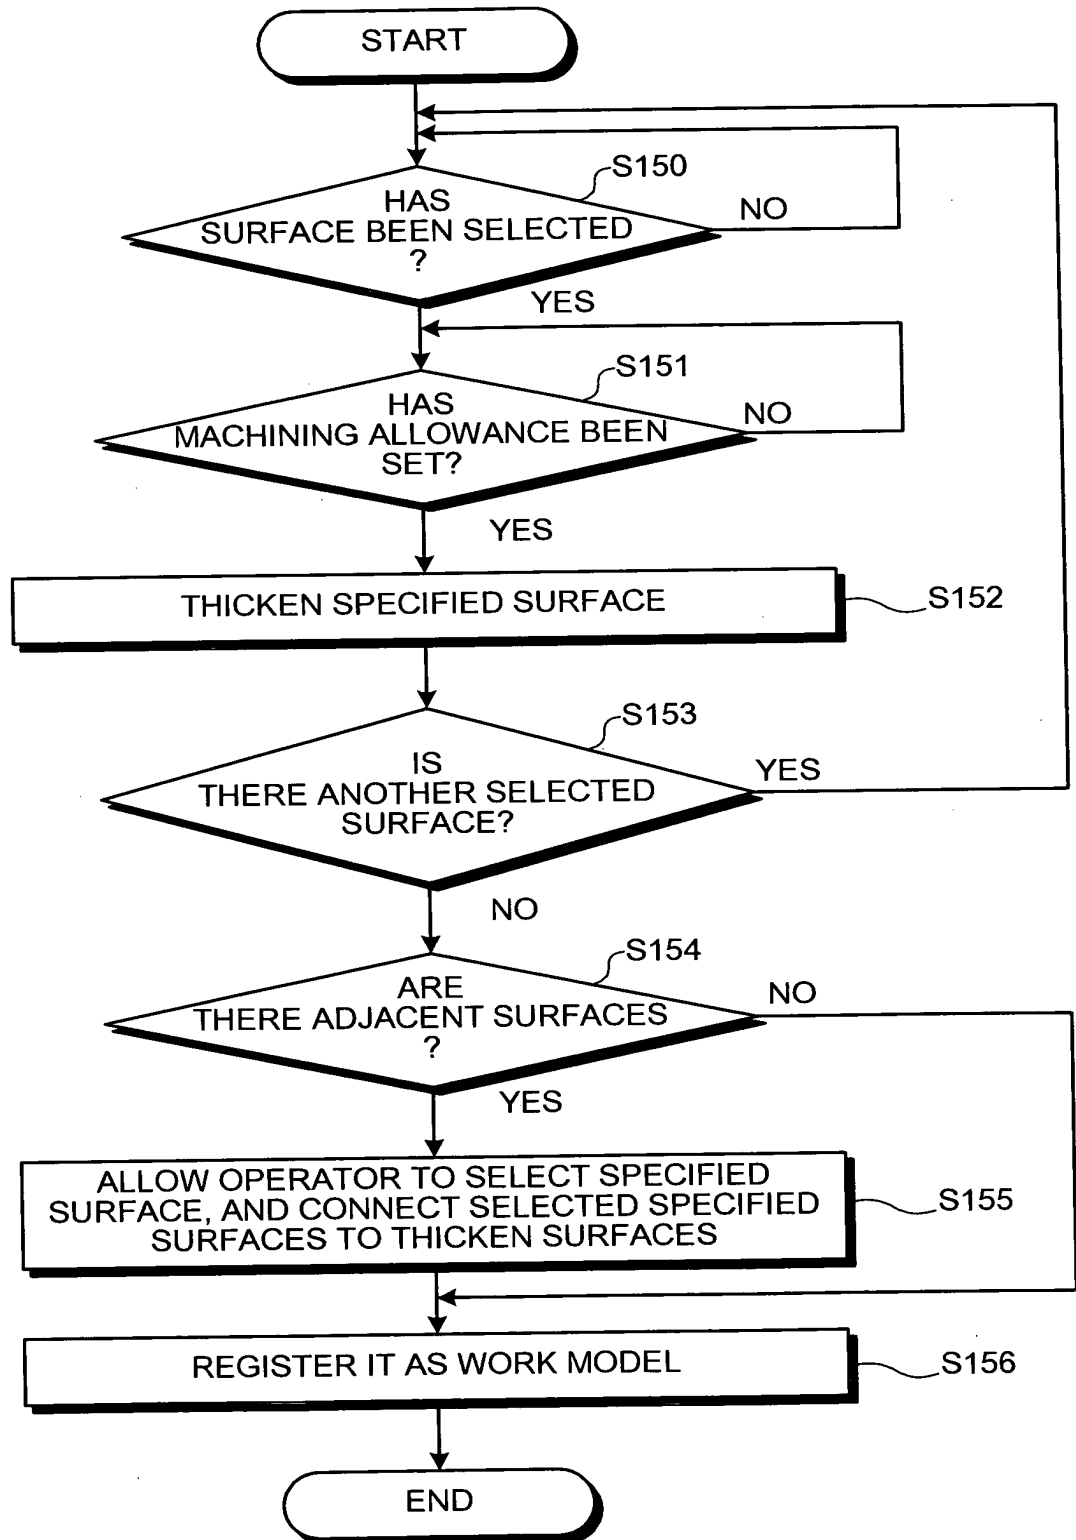 START
S150
HAS
SURFACE BEEN SELECTED
?
NO
YES
S151
HAS
MACHINING ALLOWANCE BEEN
SET?
NO
YES
THICKEN SPECIFIED SURFACE
S152
S153
IS
THERE ANOTHER SELECTED
SURFACE?
YES
NO
S154
ARE
THERE ADJACENT SURFACES
?
NO
YES
ALLOW OPERATOR TO SELECT SPECIFIED
SURFACE, AND CONNECT SELECTED SPECIFIED
SURFACES TO THICKEN SURFACES
S155
REGISTER IT AS WORK MODEL
S156
END